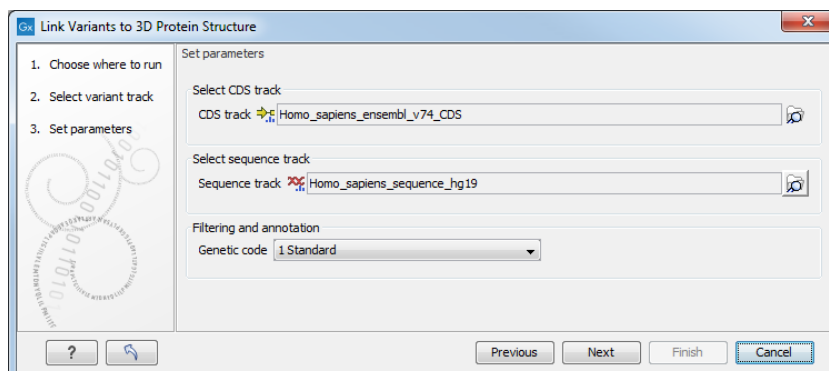 Gx Link Variants to 3D Protein Structure
x
1. Choose where to run
2. Select variant track
3. Set parameters
Set parameters
Select CDS track
CDS track Homo_sapiens_ensembl_v74_CDS
Select sequence track
Sequence track Homo_sapiens_sequence_hg19
Filtering and annotation
Genetic code 1 Standard
? Previous Next Finish Cancel